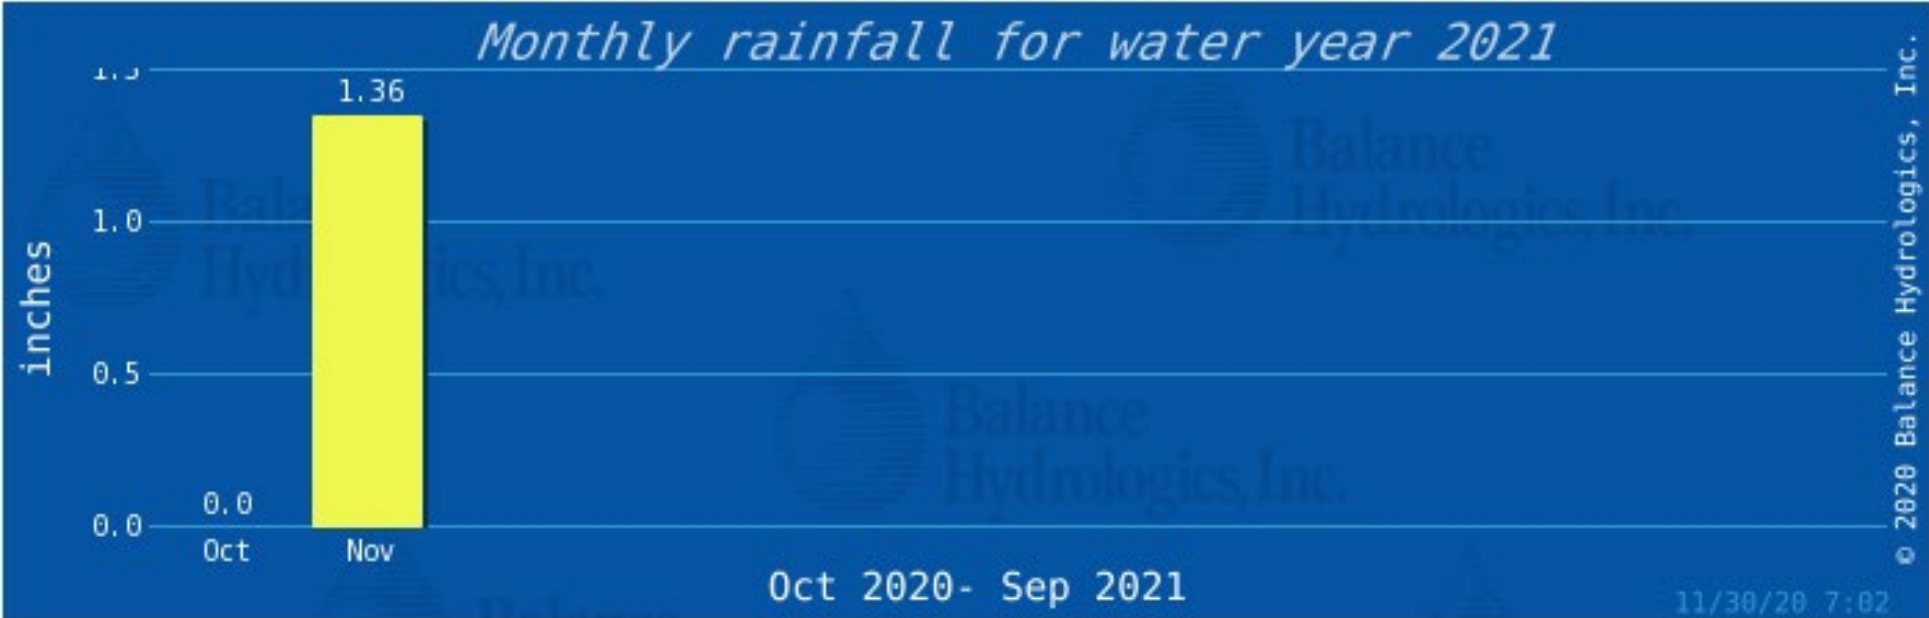 Monthly rainfall for water year 2021
1.36
1.0
inches
0.5
0.0
0.0
Oct
Nov
Oct 2020- Sep 2021
11/30/20 7:02
© 2020 Balance Hydrologics, Inc.
Balance
Hydrologics, Inc.
Balance
Hydrologics, Inc.